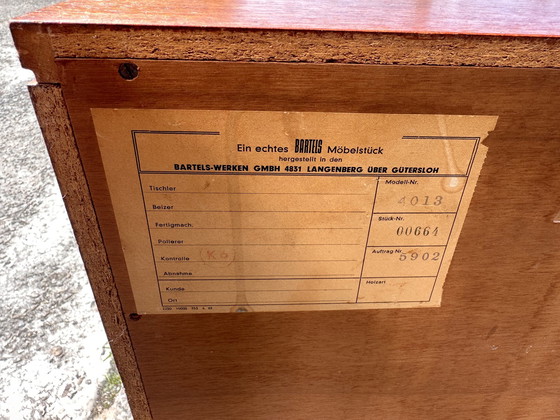 Ein echtes BARTELS Möbelstück
hergestellt in den
BARTELS-WERKEN GMBH 4831 LANGENBERG ÜBER GÜTERSLOH
Tischler
Beizer
Fertigmach.
Polierer
Kontrolle K6
Abnahme
Kunde
Ort
Modell-Nr.
4013
Stück-Nr.
00664
Auftrag-Nr.
5902
Holzart